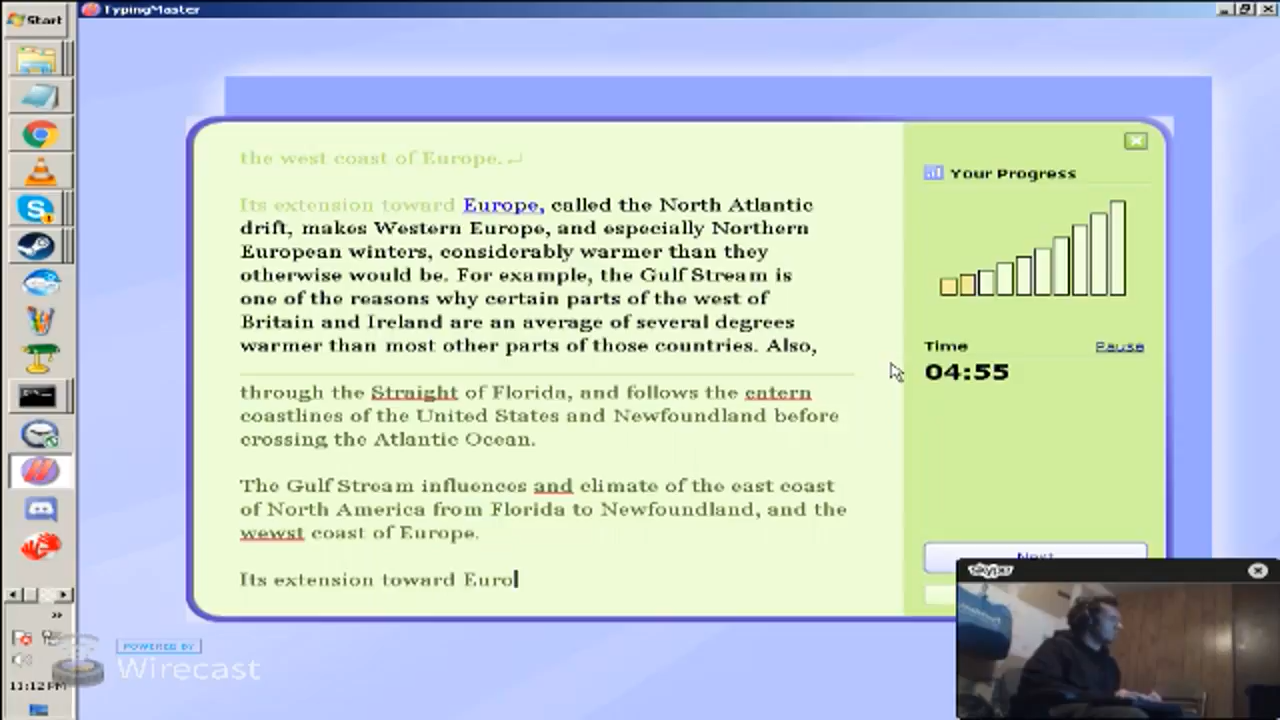 Start
TypingMaster
the west coast of Europe.
Its extension toward Europe, called the North Atlantic
drift, makes Western Europe, and especially Northern
European winters, considerably warmer than they
otherwise would be. For example, the Gulf Stream is
one of the reasons why certain parts of the west of
Britain and Ireland are an average of several degrees
warmer than most other parts of those countries. Also,
through the Straight of Florida, and follows the entern
coastlines of the United States and Newfoundland before
crossing the Atlantic Ocean.
The Gulf Stream influences and climate of the east coast
of North America from Florida to Newfoundland, and the
wewst coast of Europe.
Its extension toward Euro
Your Progress
Time
Pause
04:55
Next
skype
POWERED BY
Wirecast
11:12 PM